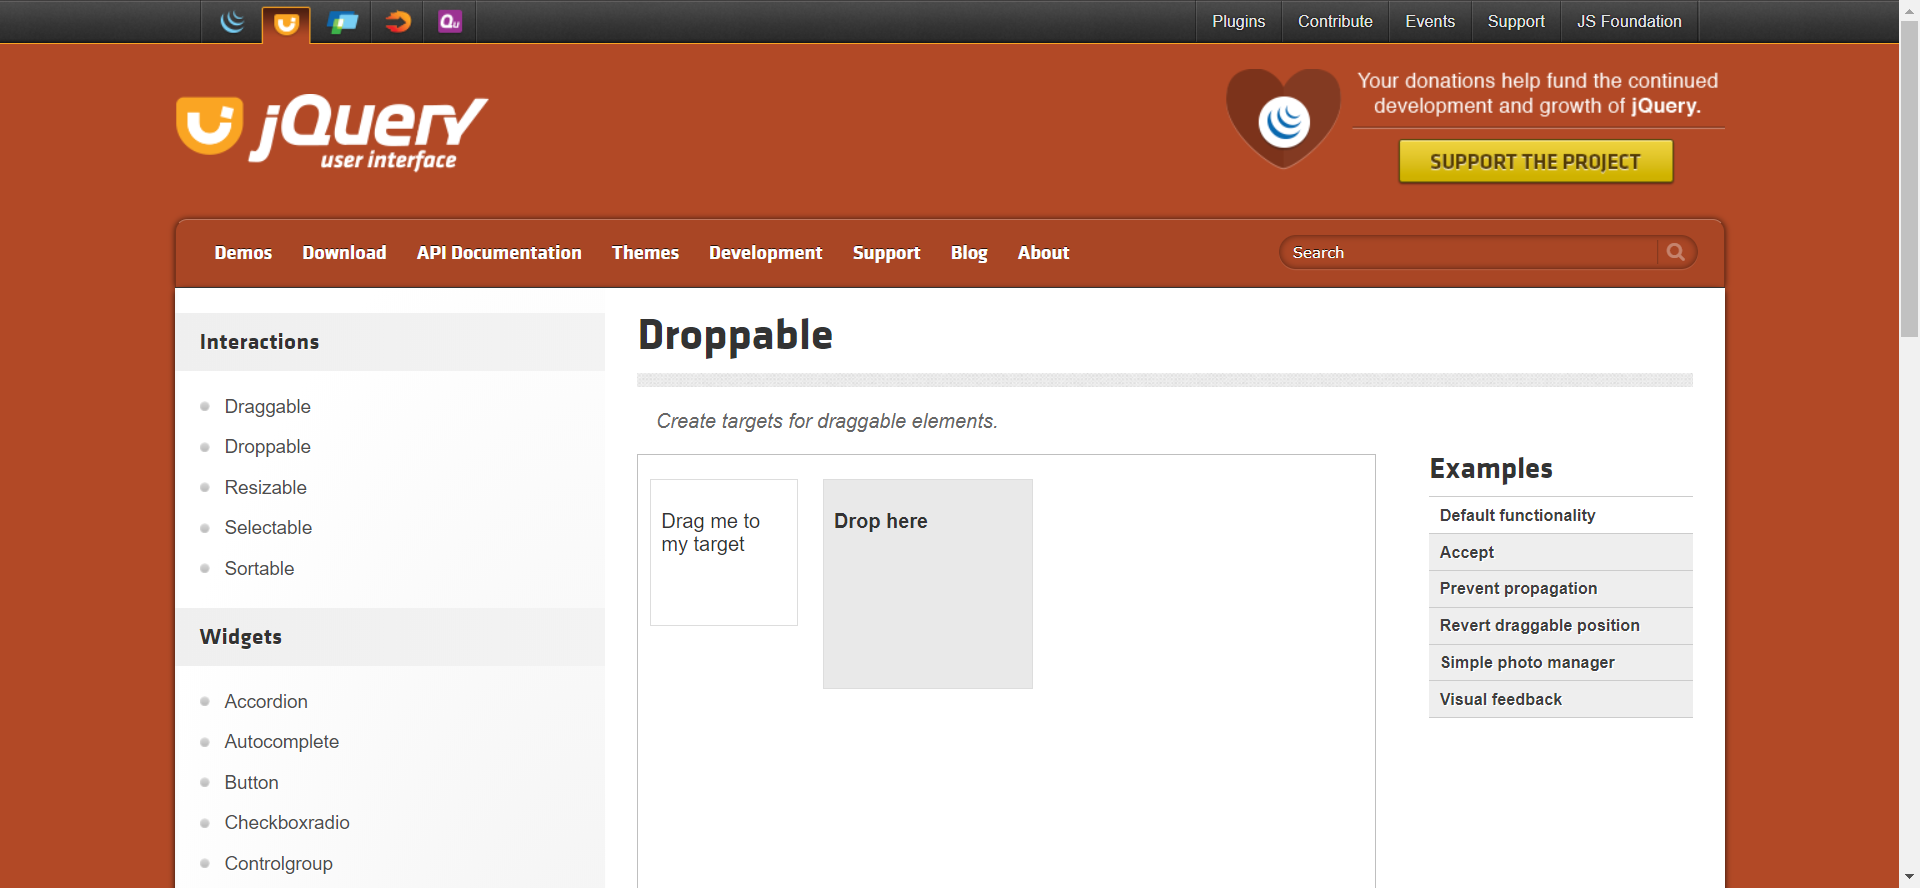 Qu
Plugins
Contribute
Events
Support
JS Foundation
jQuery
user interface
Your donations help fund the continued
development and growth of jQuery.
SUPPORT THE PROJECT
Demos
Download
API Documentation
Themes
Development
Support
Blog
About
Search
Interactions
Draggable
Droppable
Resizable
Selectable
Sortable
Widgets
Accordion
Autocomplete
Button
Checkboxradio
Controlgroup
Droppable
Create targets for draggable elements.
Drag me to
my target
Drop here
Examples
Default functionality
Accept
Prevent propagation
Revert draggable position
Simple photo manager
Visual feedback